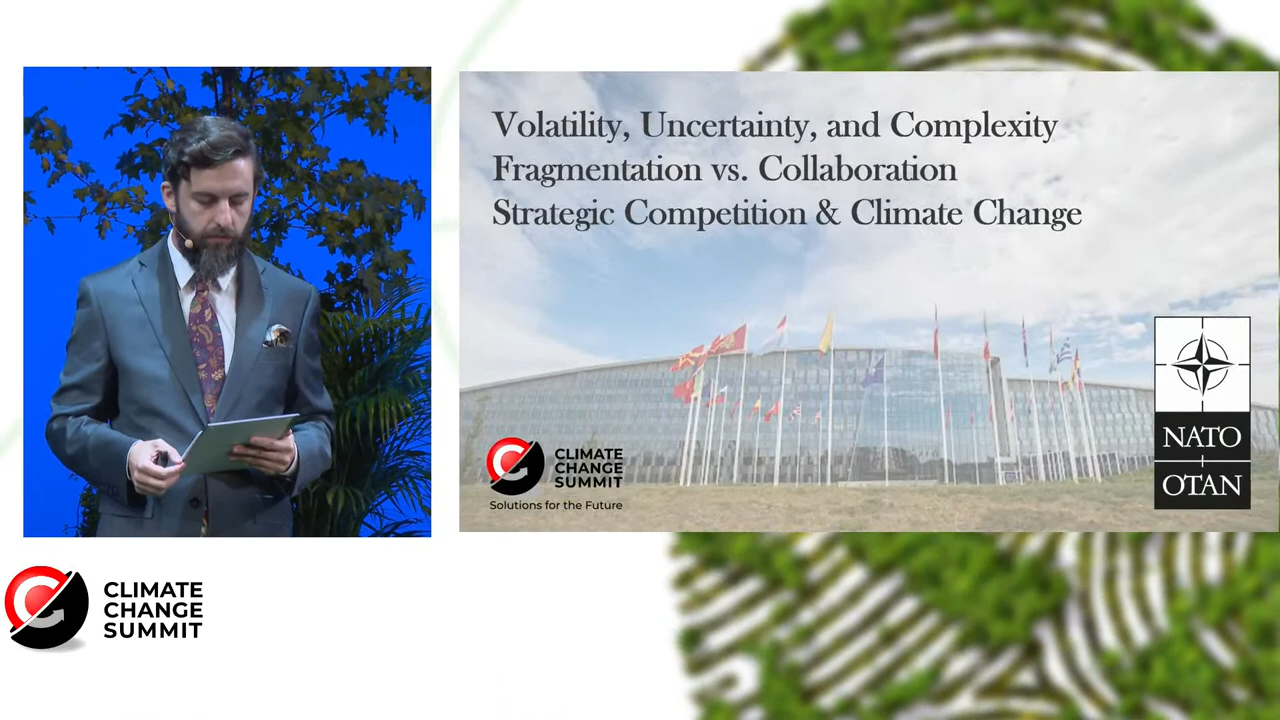 Volatility, Uncertainty, and Complexity
Fragmentation vs. Collaboration
Strategic Competition & Climate Change
CLIMATE
CHANGE
SUMMIT
Solutions for the Future
NATO
OTAN
CLIMATE
CHANGE
SUMMIT